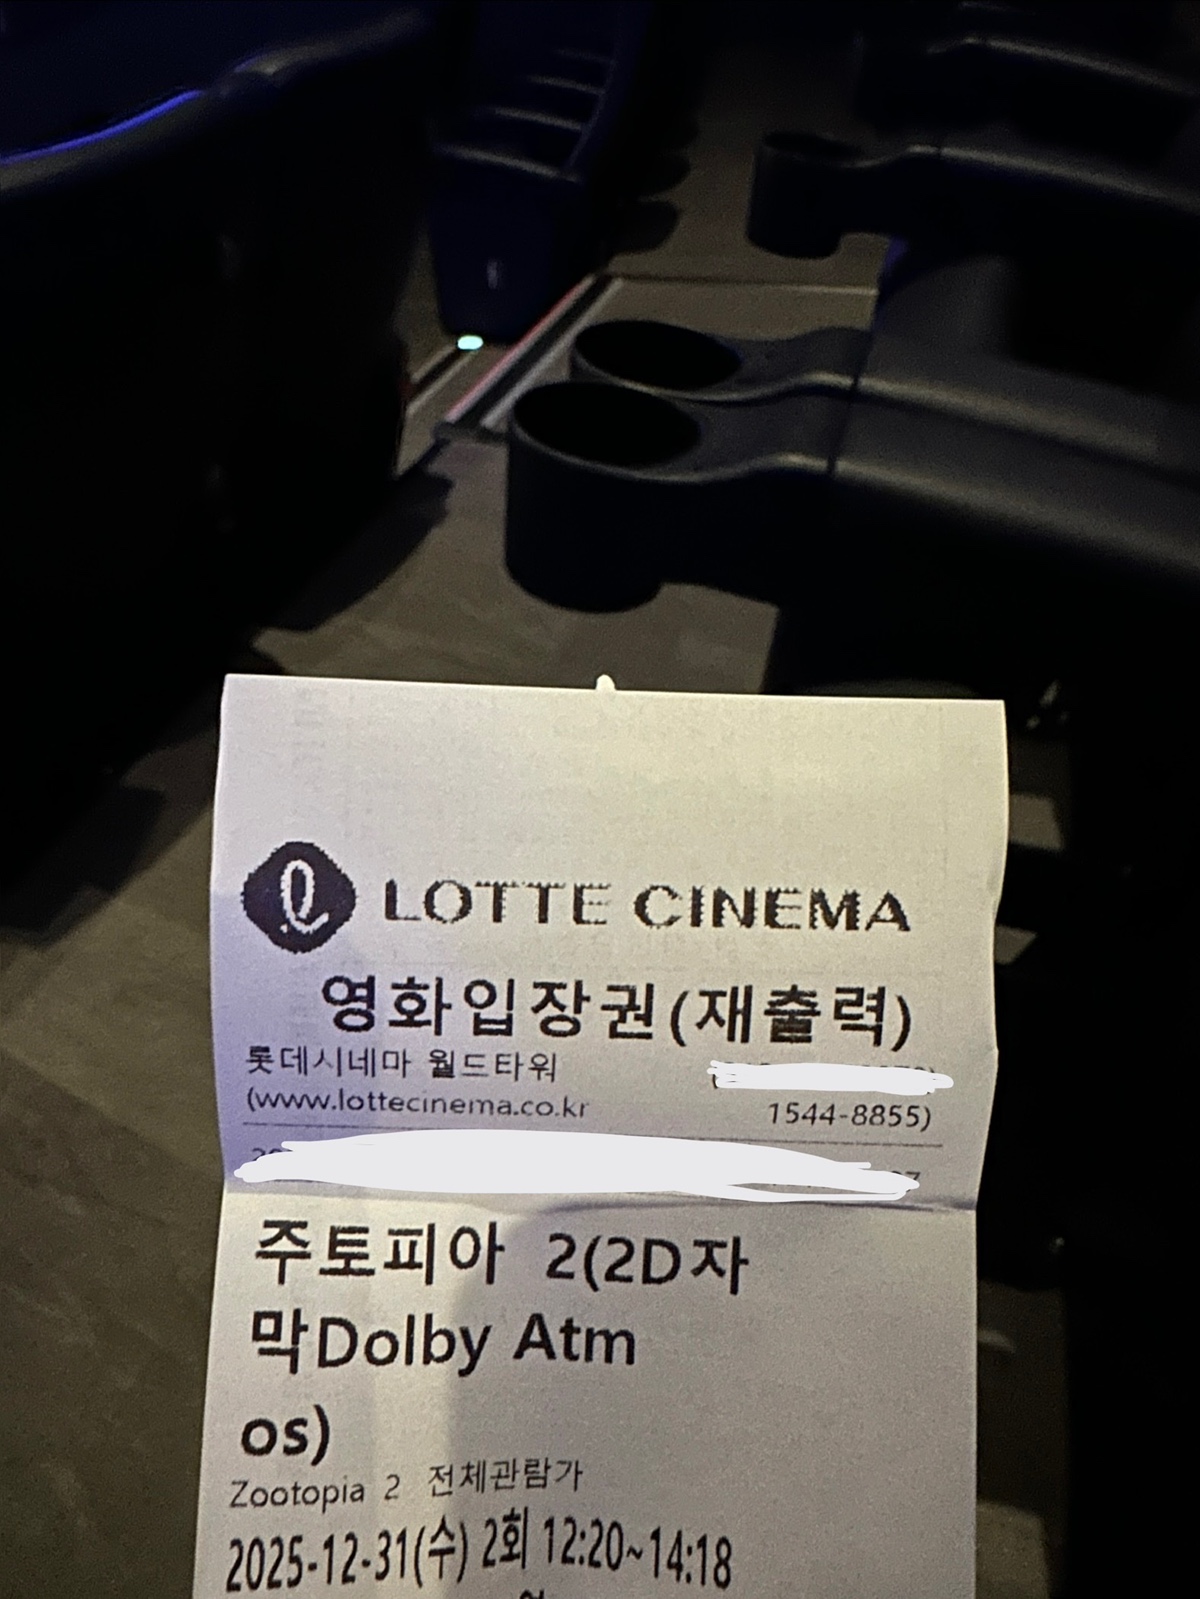 LOTTE CINEMA
영화입장권(재출력)
롯데시네마 월드타워
(www.lottecinema.co.kr 1544-8855)
주토피아 2(2D자
막Dolby Atm
os)
Zootopia 2 전체관람가
2025-12-31(수) 2회 12:20~14:18